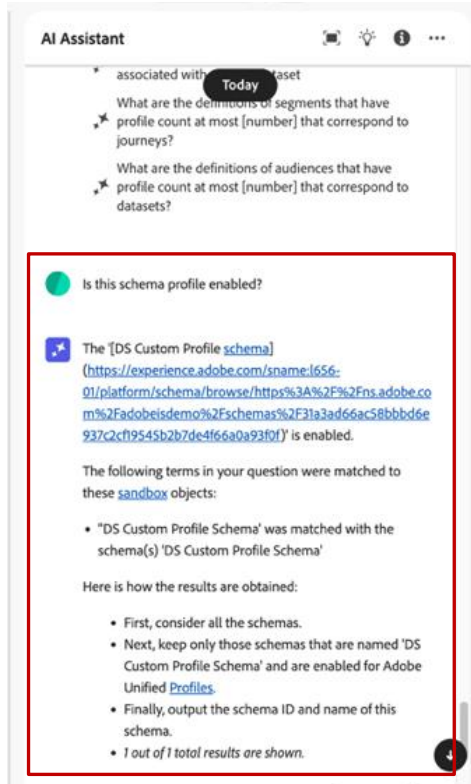 AI Assistant
associated with taset
Today
What are the definitions of segments that have
profile count at most [number] that correspond to
journeys?
What are the definitions of audiences that have
profile count at most [number] that correspond to
datasets?
Is this schema profile enabled?
The '[DS Custom Profile schema]
(https://experience.adobe.com/sname:l656-
01/platform/schema/browse/https%3A%2F%2Fns.adobe.co
m%2Fadobeisdemo%2Fschemas%2F31a3ad66ac58bbbd6e
937c2cf19545b2b7de4f66a0a93f0f)' is enabled.
The following terms in your question were matched to
these sandbox objects:
• "DS Custom Profile Schema' was matched with the
schema(s) 'DS Custom Profile Schema'
Here is how the results are obtained:
• First, consider all the schemas.
• Next, keep only those schemas that are named 'DS
Custom Profile Schema' and are enabled for Adobe
Unified Profiles.
• Finally, output the schema ID and name of this
schema.
• 1 out of 1 total results are shown.